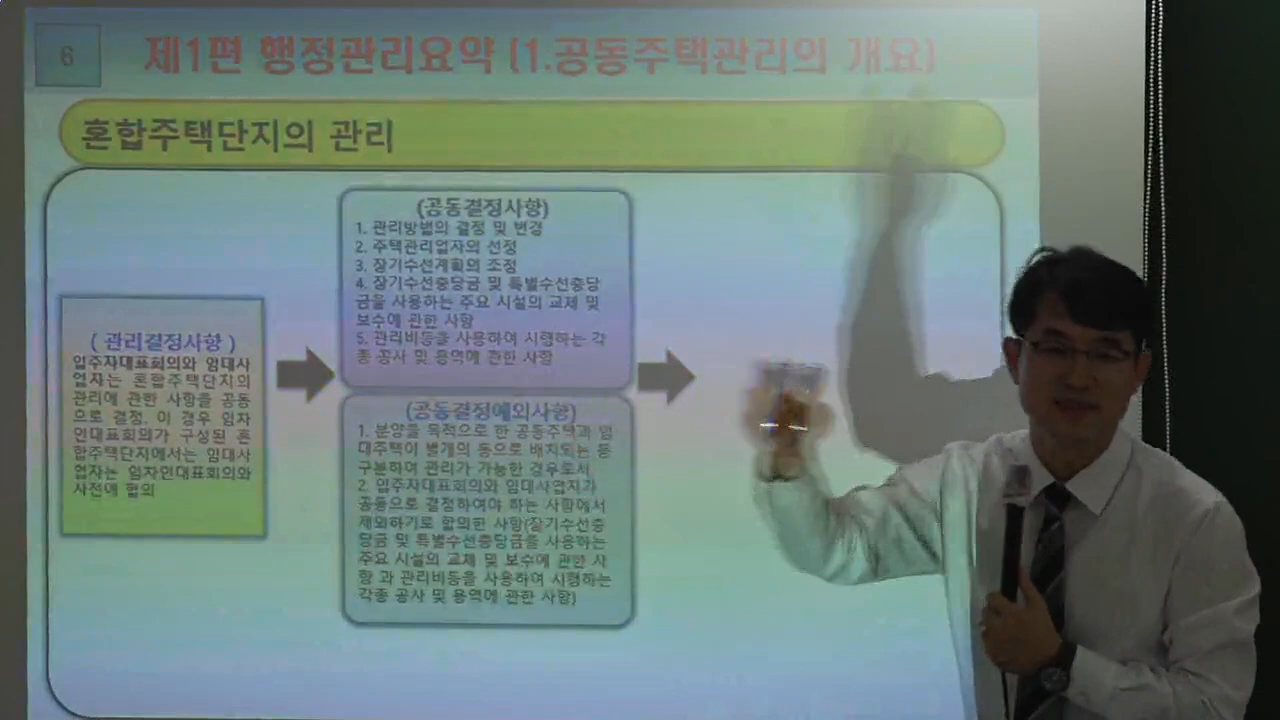 6
제1편 행정관리요약 (1.공동주택관리의 개요)
혼합주택단지의 관리
( 관리결정사항 )
입주자대표회의와 임대사
업자는 혼합주택단지의
관리에 관한 사항을 공동
으로 결정. 이 경우 임차
인대표회의가 구성된 혼
합주택단지에서는 임대사
업자는 임차인대표회의와
사전에 협의
(공동결정사항)
1. 관리방법의 결정 및 변경
2. 주택관리업자의 선정
3. 장기수선계획의 조정
4. 장기수선충당금 및 특별수선충당
금을 사용하는 주요 시설의 교체 및
보수에 관한 사항
5. 관리비등을 사용하여 시행하는 각
종 공사 및 용역에 관한 사항
(공동결정예외사항)
1. 분양을 목적으로 한 공동주택과 임
대주택이 별개의 동으로 배치되는 등
구분하여 관리가 가능한 경우로서
2. 입주자대표회의와 임대사업자가
공동으로 결정하여야 하는 사항에서
제외하기로 합의한 사항(장기수선충
당금 및 특별수선충당금을 사용하는
주요 시설의 교체 및 보수에 관한 사
항 과 관리비등을 사용하여 시행하는
각종 공사 및 용역에 관한 사항)